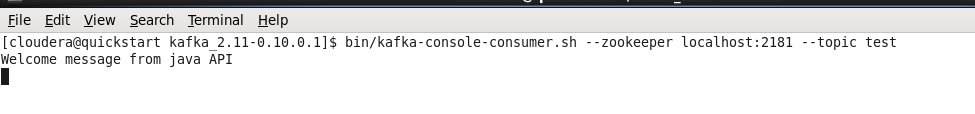 File Edit View Search Terminal Help
[cloudera@quickstart kafka_2.11-0.10.0.1]$ bin/kafka-console-consumer.sh --zookeeper localhost:2181 --topic test
Welcome message from java API